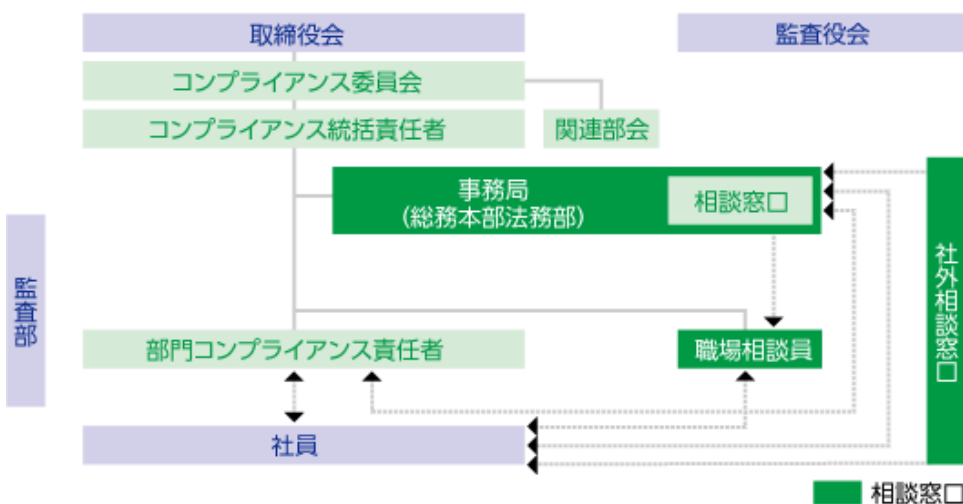 取締役会
監査役会
コンプライアンス委員会
コンプライアンス統括責任者
関連部会
事務局
(総務本部法務部)
相談窓口
社外相談窓口
監査部
部門コンプライアンス責任者
職場相談員
社員
相談窓口